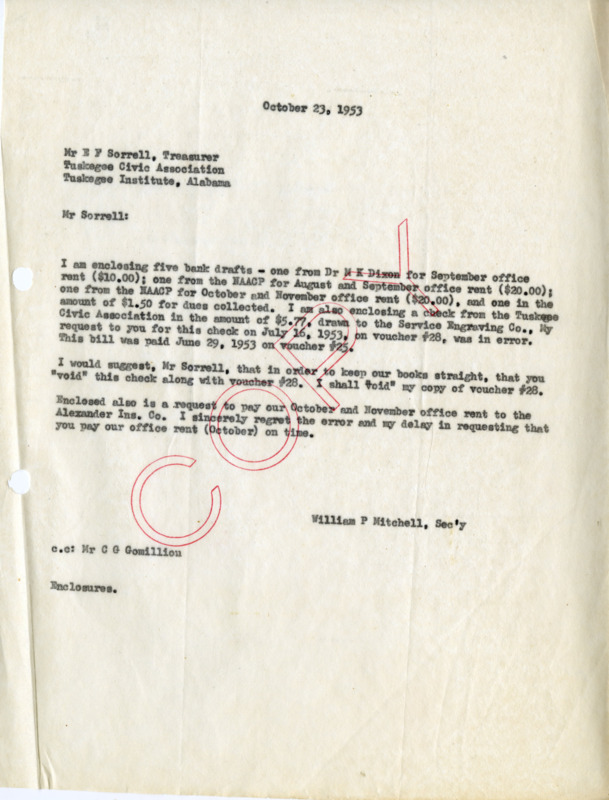 October 23, 1953
Mr E F Sorrell, Treasurer
Tuskegee Civic Association
Tuskegee Institute, Alabama
Mr Sorrell:
I am enclosing five bank drafts - one from Dr M K Dixon for September office
rent ($10.00); one from the NAACP for August and September office rent ($20.00);
one from the NAACP for October and November office rent ($20.00), and one in the
amount of $1.50 for dues collected. I am also enclosing a check from the Tuskegee
Civic Association in the amount of $5.77, drawn to the Service Engraving Co., My
request to you for this check on July 16, 1953, on voucher #28, was in error.
This bill was paid June 29, 1953 on voucher #25.
I would suggest, Mr Sorrell, that in order to keep our books straight, that you
"void" this check along with voucher #28. I shall "oid" my copy of voucher #28.
Enclosed also is a request to pay our October and November office rent to the
Alexander Ins. Co. I sincerely regret the error and my delay in requesting that
you pay our office rent (October) on time.
COPY
William P Mitchell, Sec'y
c.c: Mr C G Gomillion
Enclosures.